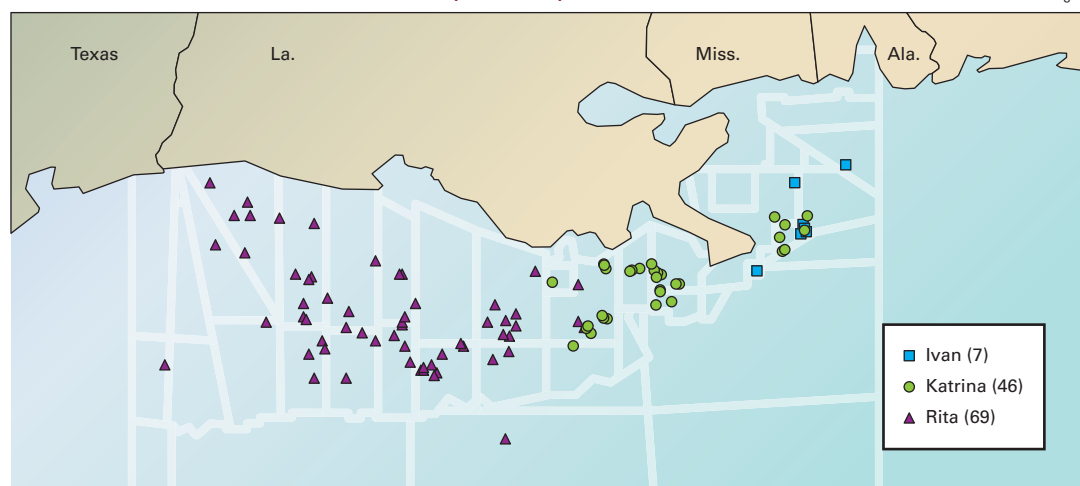 Texas
La.
Miss.
Ala.
Ivan (7)
Katrina (46)
Rita (69)